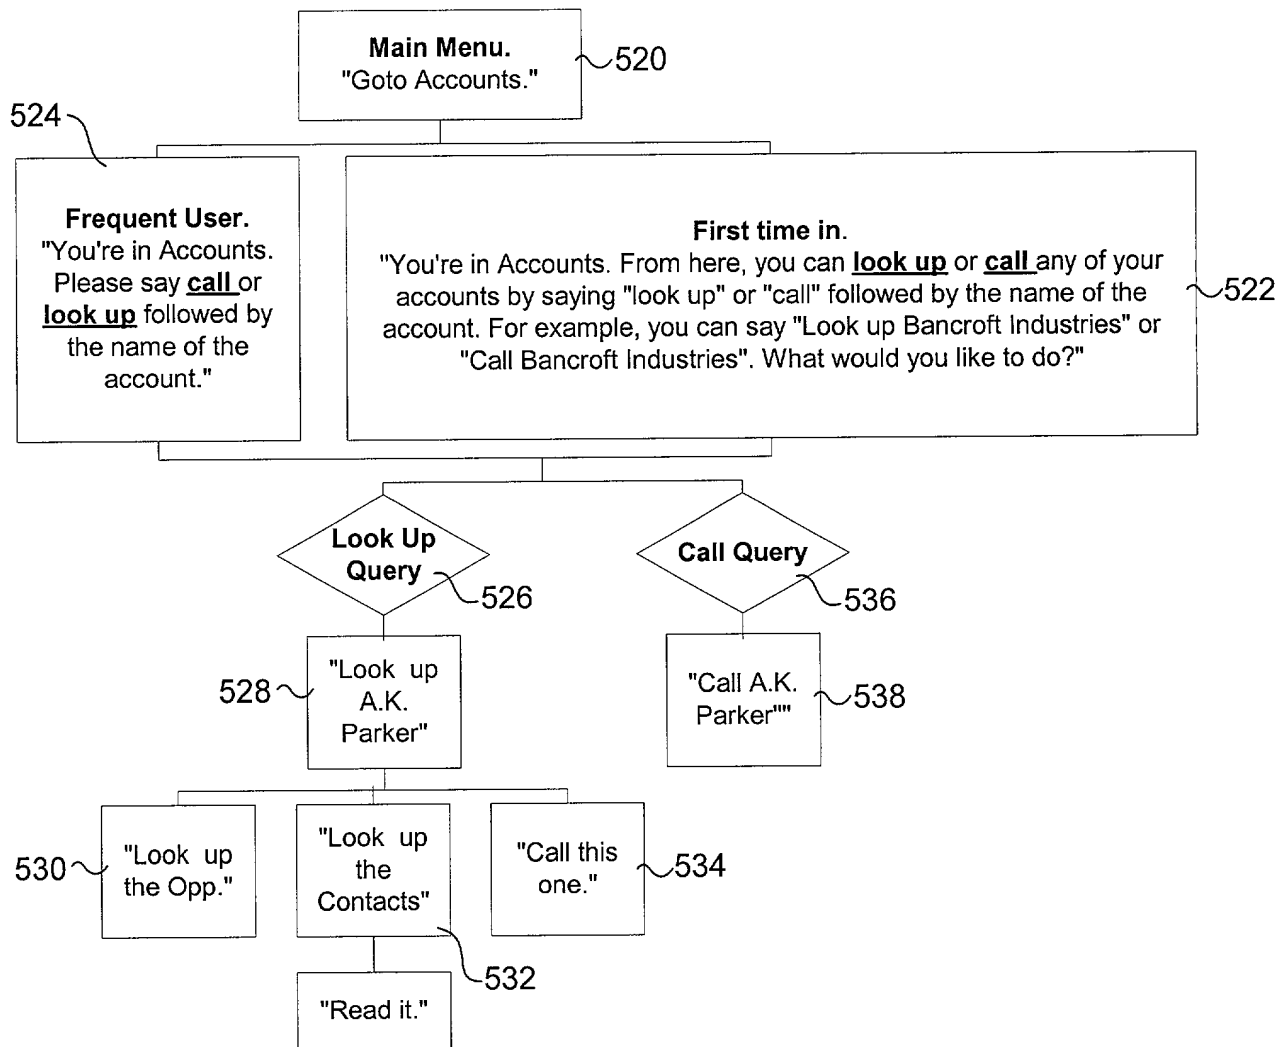 Main Menu.
"Goto Accounts."
520
524
Frequent User.
"You're in Accounts.
Please say call or
look up followed by
the name of the
account."
First time in.
"You're in Accounts. From here, you can look up or call any of your
accounts by saying "look up" or "call" followed by the name of the
account. For example, you can say "Look up Bancroft Industries" or
"Call Bancroft Industries". What would you like to do?"
522
Look Up
Query
526
Call Query
536
528
"Look up
A.K.
Parker"
"Call A.K.
Parker""
538
530
"Look up
the Opp."
"Look up
the
Contacts"
532
"Call this
one."
534
"Read it."